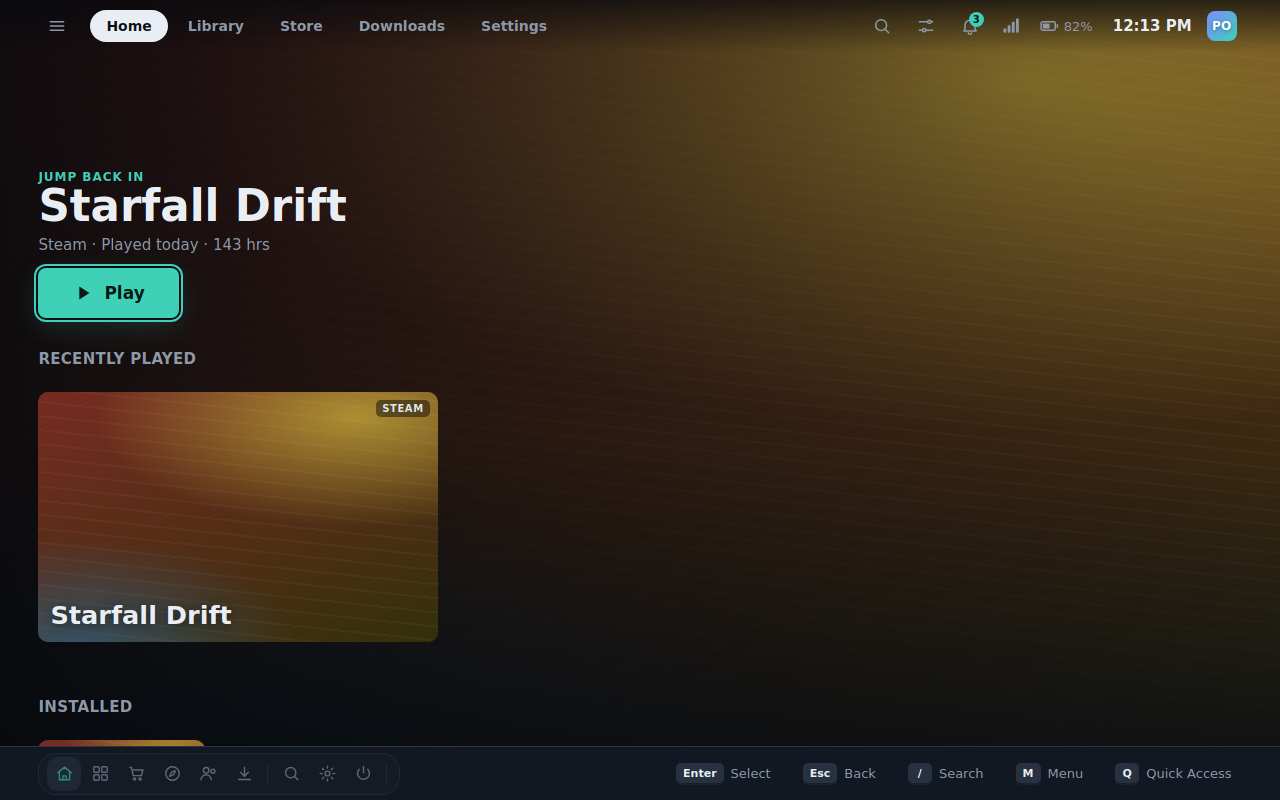 Home Library Store Downloads Settings 3 82% 12:13 PM PO
JUMP BACK IN
Starfall Drift
Steam · Played today · 143 hrs
Play
RECENTLY PLAYED
STEAM
Starfall Drift
INSTALLED
Enter Select Esc Back / Search M Menu Q Quick Access